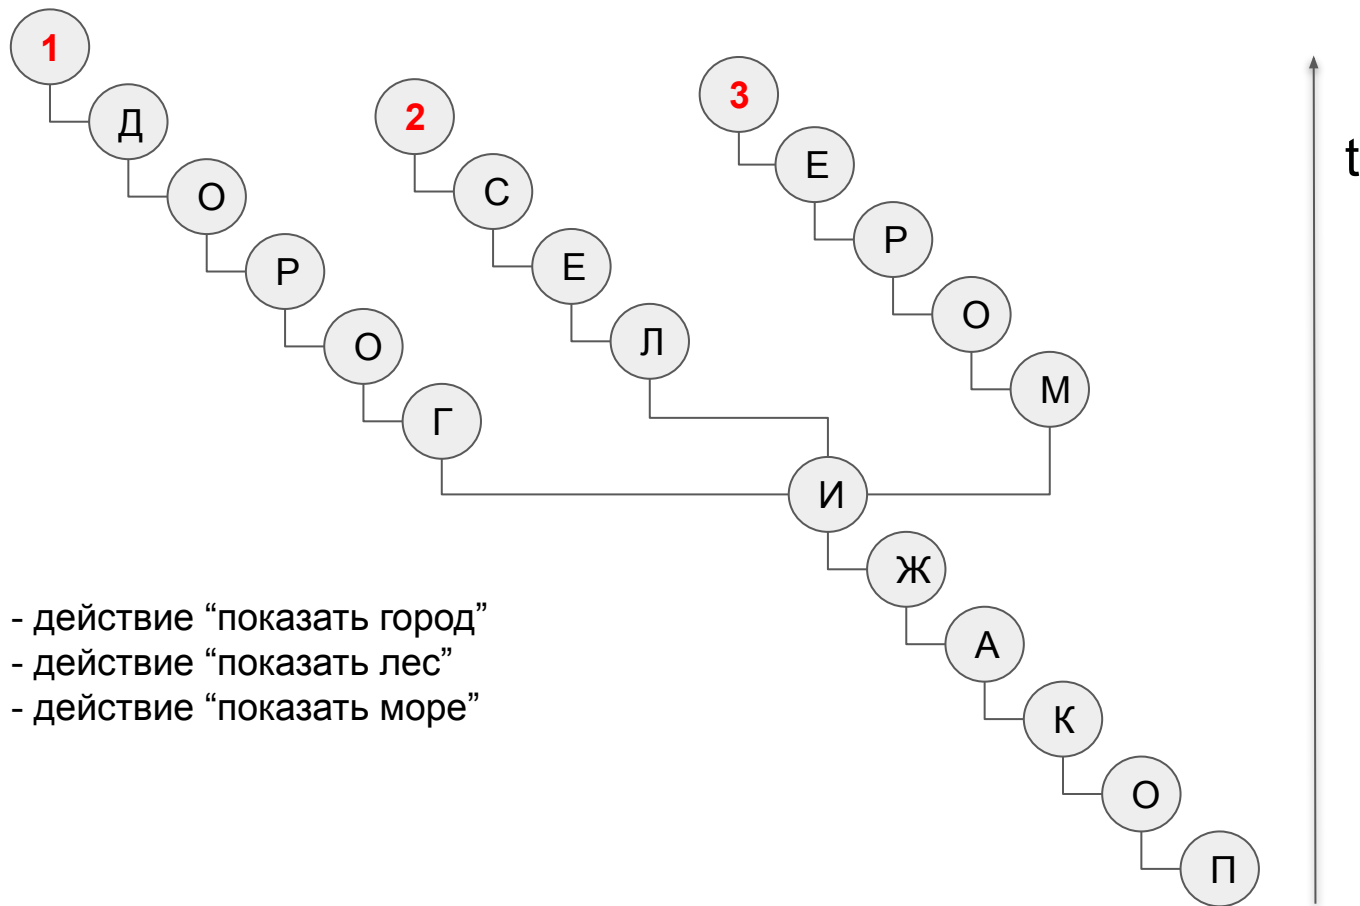 1
Д
О
Р
О
Г
2
С
Е
Л
3
Е
Р
О
М
И
Ж
А
К
О
П
t
- действие “показать город”
- действие “показать лес”
- действие “показать море”